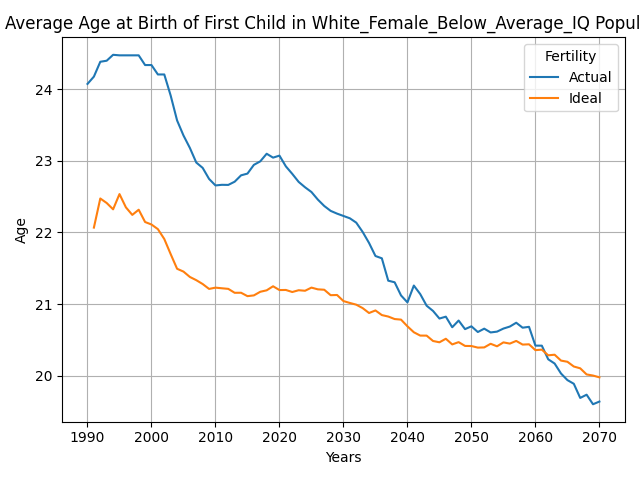 Average Age at Birth of First Child in White_Female_Below_Average_IQ Popul
Fertility
Actual
Ideal
24
23
22
21
20
Age
1990 2000 2010 2020 2030 2040 2050 2060 2070
Years